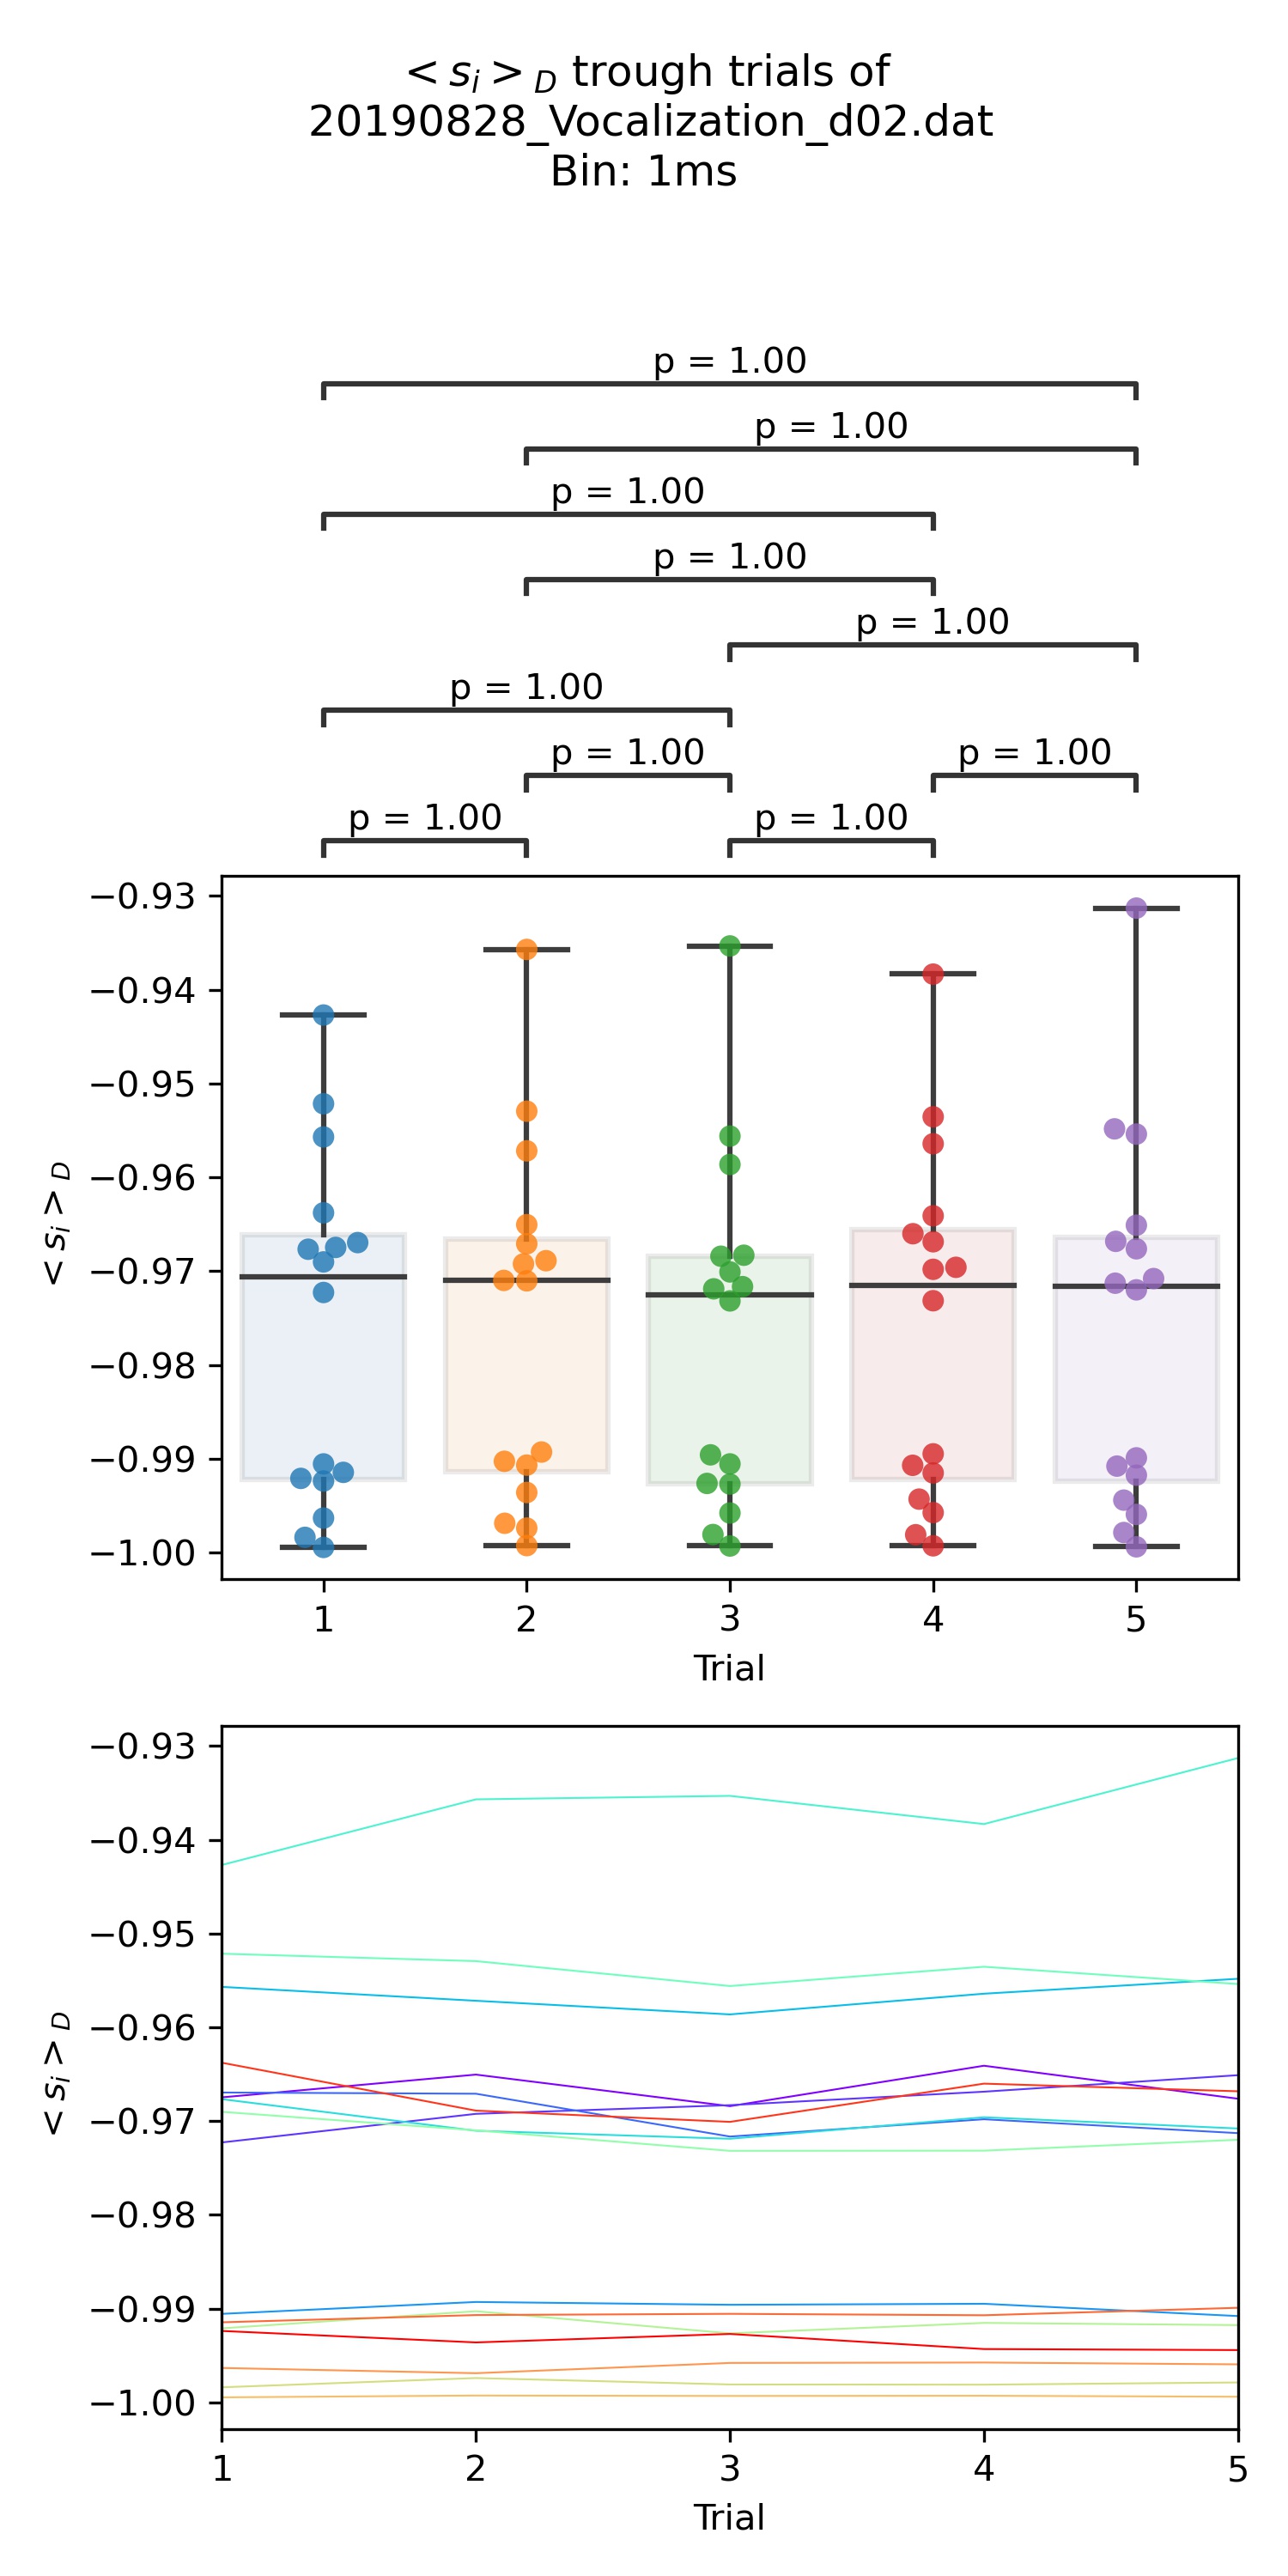 < s_i >_D trough trials of
20190828_Vocalization_d02.dat
Bin: 1ms
p = 1.00
p = 1.00
p = 1.00
p = 1.00
p = 1.00
p = 1.00
p = 1.00 p = 1.00
p = 1.00 p = 1.00
< s_i >_D
−0.93
−0.94
−0.95
−0.96
−0.97
−0.98
−0.99
−1.00
1 2 3 4 5
Trial
< s_i >_D
−0.93
−0.94
−0.95
−0.96
−0.97
−0.98
−0.99
−1.00
1 2 3 4 5
Trial